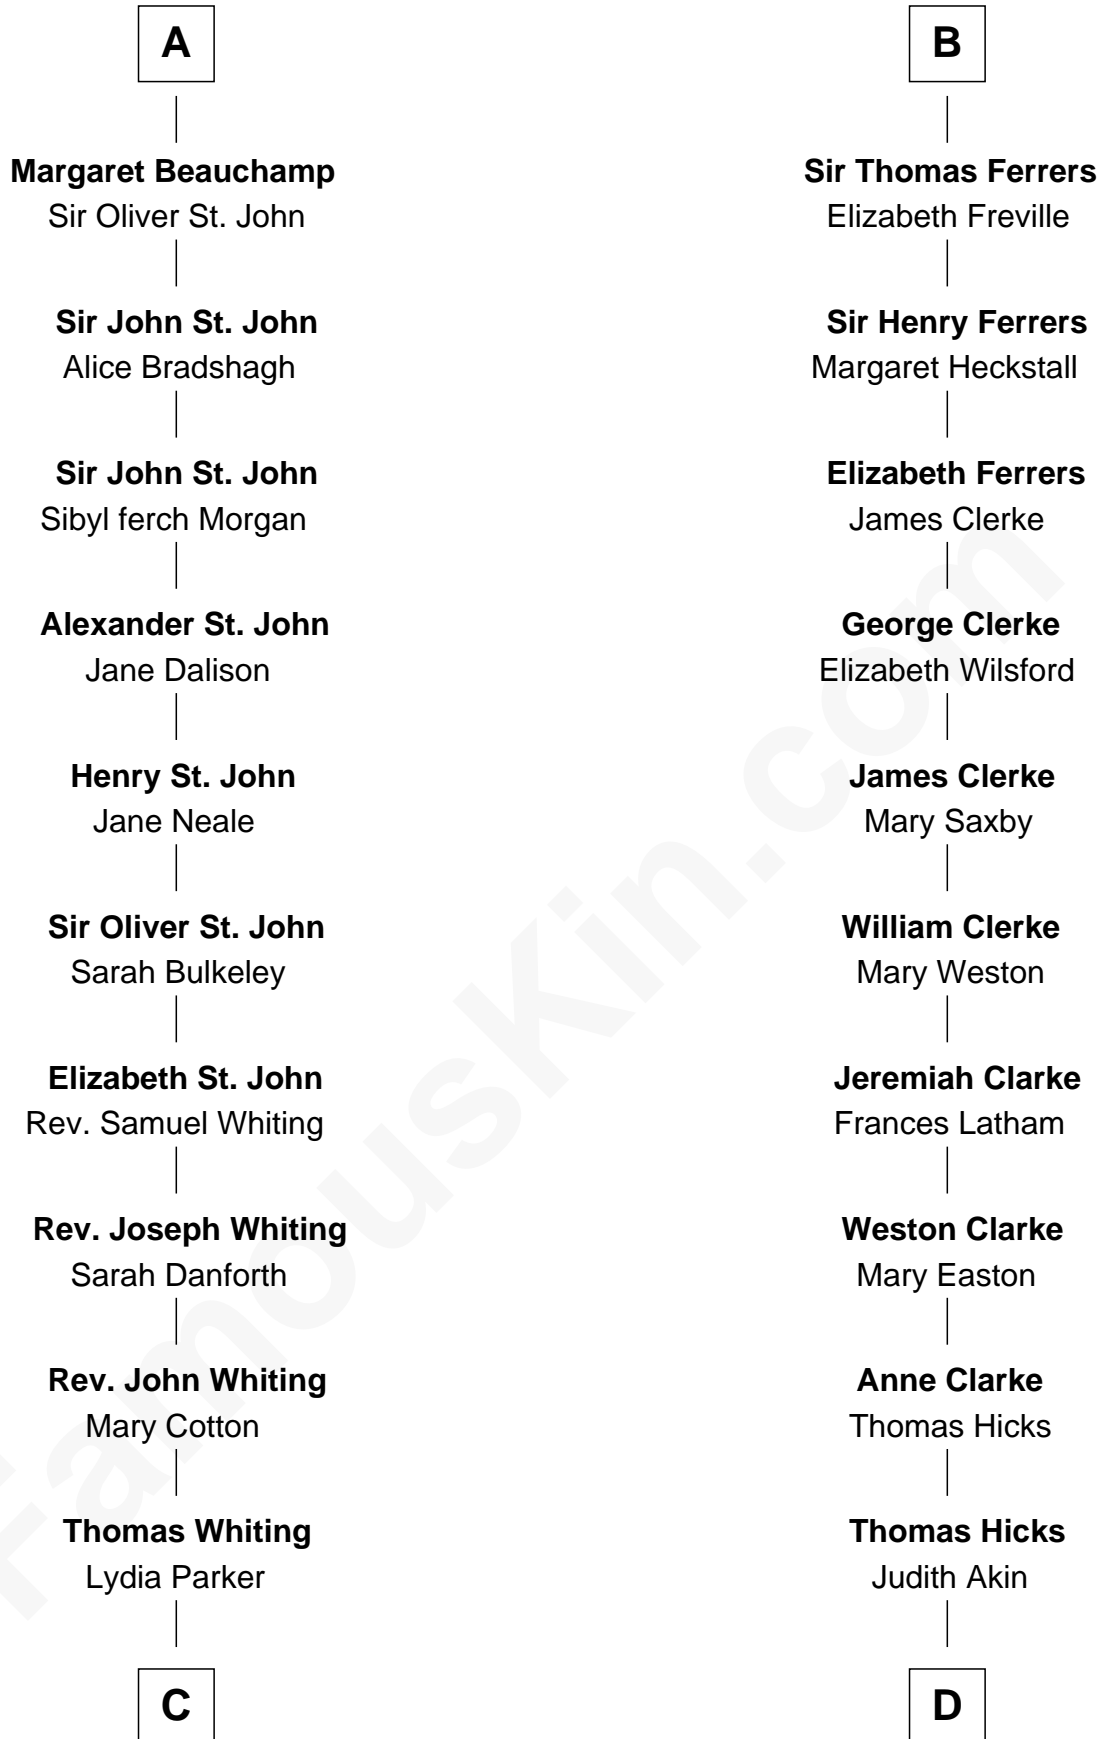 A
Margaret Beauchamp
Sir Oliver St. John
Sir John St. John
Alice Bradshagh
Sir John St. John
Sibyl ferch Morgan
Alexander St. John
Jane Dalison
Henry St. John
Jane Neale
Sir Oliver St. John
Sarah Bulkeley
Elizabeth St. John
Rev. Samuel Whiting
Rev. Joseph Whiting
Sarah Danforth
Rev. John Whiting
Mary Cotton
Thomas Whiting
Lydia Parker
C
B
Sir Thomas Ferrers
Elizabeth Freville
Sir Henry Ferrers
Margaret Heckstall
Elizabeth Ferrers
James Clerke
George Clerke
Elizabeth Wilsford
James Clerke
Mary Saxby
William Clerke
Mary Weston
Jeremiah Clarke
Frances Latham
Weston Clarke
Mary Easton
Anne Clarke
Thomas Hicks
Thomas Hicks
Judith Akin
D
FamousKin.com